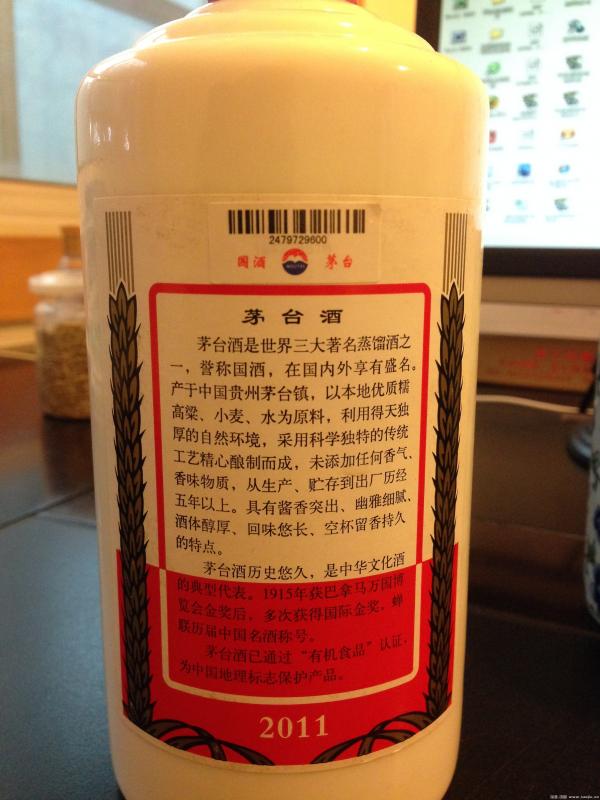 2479729600
国酒 MOUTAI 茅台
茅台酒
茅台酒是世界三大著名蒸馏酒之
一，誉称国酒，在国内外享有盛名。
产于中国贵州茅台镇，以本地优质糯
高粱、小麦、水为原料，利用得天独
厚的自然环境，采用科学独特的传统
工艺精心酿制而成，未添加任何香气、
香味物质，从生产、贮存到出厂历经
五年以上。具有酱香突出、幽雅细腻、
酒体醇厚、回味悠长、空杯留香持久
的特点。
茅台酒历史悠久，是中华文化酒
的典型代表。1915年获巴拿马万国博
览会金奖后，多次获得国际金奖，蝉
联历届中国名酒称号。
茅台酒已通过“有机食品”认证，
为中国地理标志保护产品。
2011